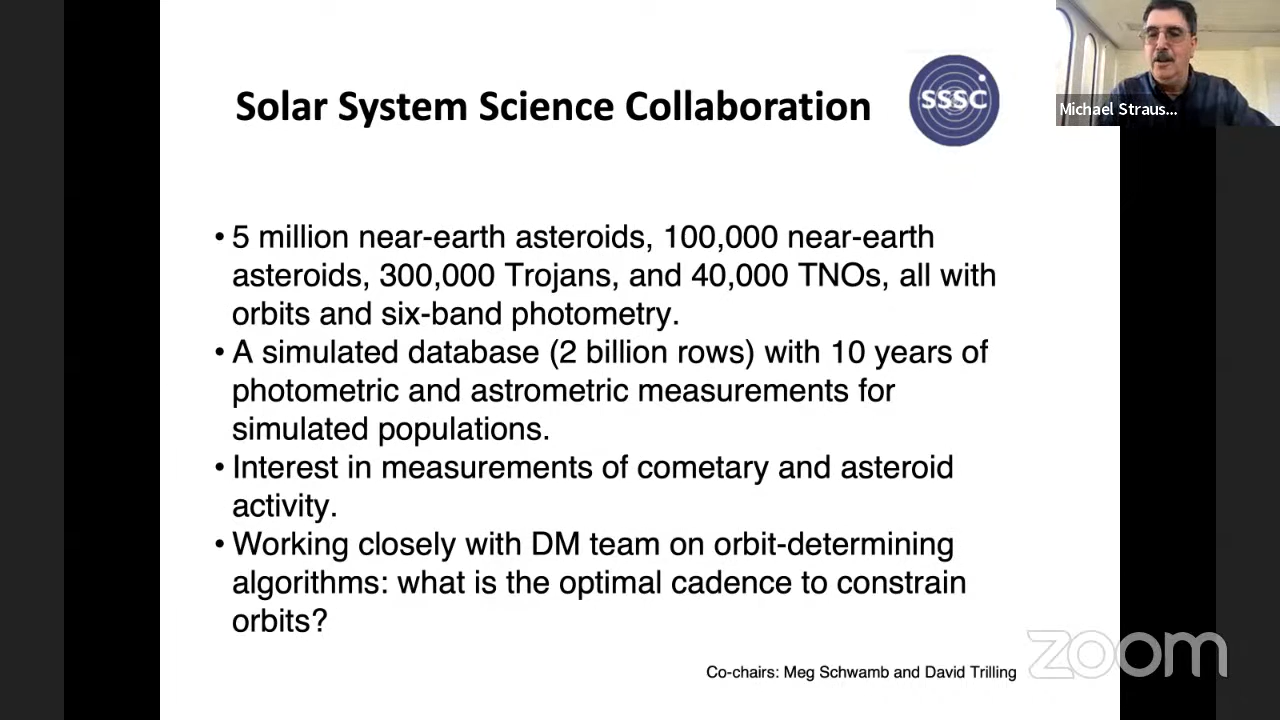 Solar System Science Collaboration
SSSC
Michael Straus...
• 5 million near-earth asteroids, 100,000 near-earth
asteroids, 300,000 Trojans, and 40,000 TNOs, all with
orbits and six-band photometry.
• A simulated database (2 billion rows) with 10 years of
photometric and astrometric measurements for
simulated populations.
• Interest in measurements of cometary and asteroid
activity.
• Working closely with DM team on orbit-determining
algorithms: what is the optimal cadence to constrain
orbits?
Co-chairs: Meg Schwamb and David Trilling
zoom